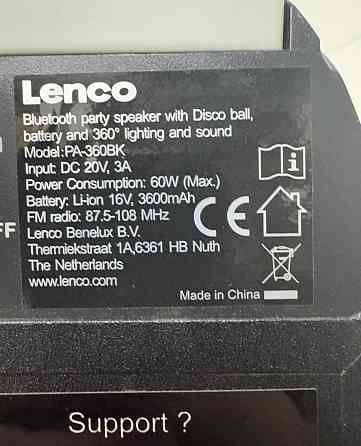 Lenco
Bluetooth party speaker with Disco ball,
battery and 360° lighting and sound
Model:PA-360BK
Input: DC 20V, 3A
Power Consumption: 60W (Max.)
Battery: Li-ion 16V, 3600mAh
FM radio: 87.5-108 MHz
Lenco Benelux B.V.
Thermiekstraat 1A,6361 HB Nuth
The Netherlands
www.lenco.com
CE
Made in China
FF
Support ?